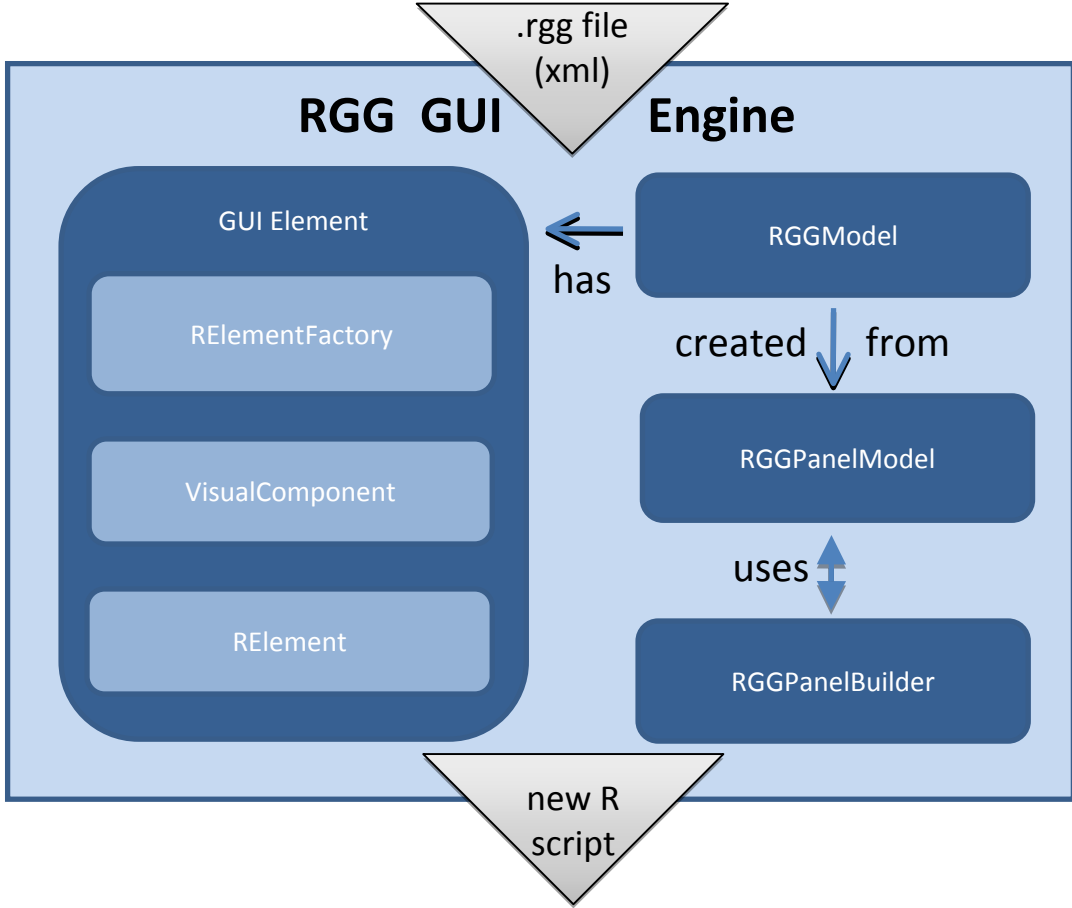 .rgg file
(xml)
RGG GUI Engine
GUI Element
RElementFactory
VisualComponent
RElement
has
RGGModel
created from
RGGPanelModel
uses
RGGPanelBuilder
new R
script